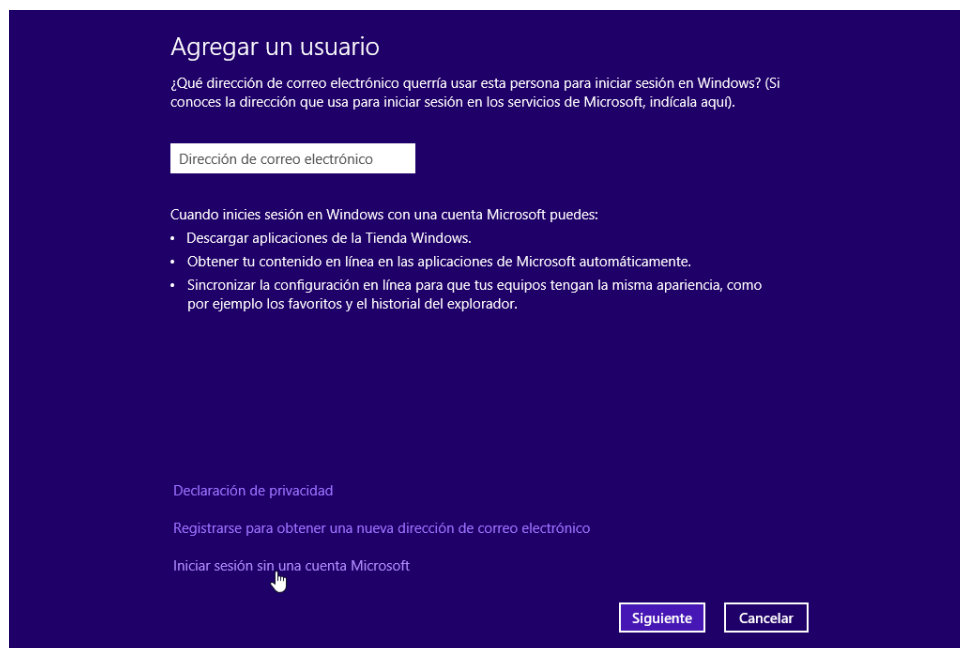 Agregar un usuario
¿Qué dirección de correo electrónico querría usar esta persona para iniciar sesión en Windows? (Si
conoces la dirección que usa para iniciar sesión en los servicios de Microsoft, indícala aquí).
Dirección de correo electrónico
Cuando inicies sesión en Windows con una cuenta Microsoft puedes:
• Descargar aplicaciones de la Tienda Windows.
• Obtener tu contenido en línea en las aplicaciones de Microsoft automáticamente.
• Sincronizar la configuración en línea para que tus equipos tengan la misma apariencia, como
por ejemplo los favoritos y el historial del explorador.
Declaración de privacidad
Registrarse para obtener una nueva dirección de correo electrónico
Iniciar sesión sin una cuenta Microsoft
Siguiente Cancelar